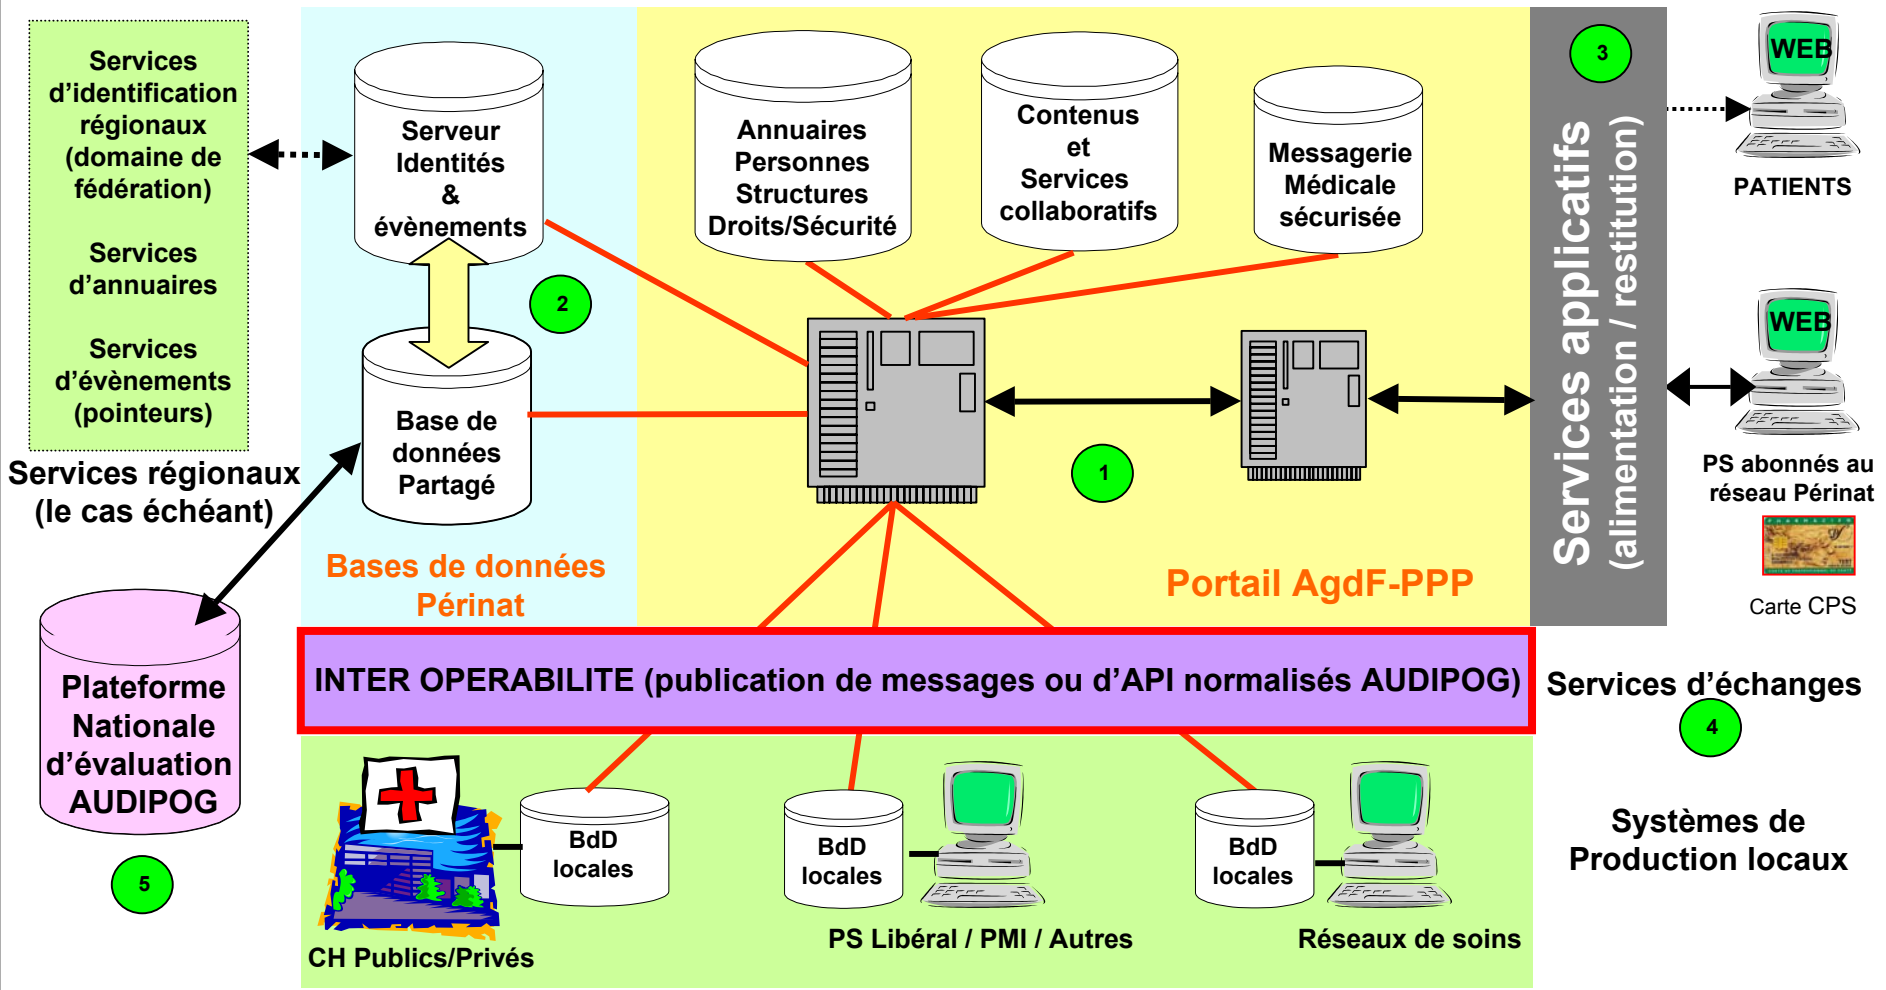 Services
d'identification
régionaux
(domaine de
fédération)
Services
d'annuaires
Services
d'évènements
(pointeurs)
Services régionaux
(le cas échéant)
Plateforme
Nationale
d'évaluation
AUDIPOG
5
Serveur
Identités
&
évènements
2
Base de
données
Partagé
Bases de données
Périnat
Annuaires
Personnes
Structures
Droits/Sécurité
Contenus
et
Services
collaboratifs
Messagerie
Médicale
sécurisée
1
Portail AgdF-PPP
3
Services applicatifs
(alimentation / restitution)
WEB
PATIENTS
WEB
PS abonnés au
réseau Périnat
Carte CPS
INTER OPERABILITE (publication de messages ou d'API normalisés AUDIPOG)
Services d'échanges
4
BdD
locales
CH Publics/Privés
BdD
locales
PS Libéral / PMI / Autres
BdD
locales
Réseaux de soins
Systèmes de
Production locaux